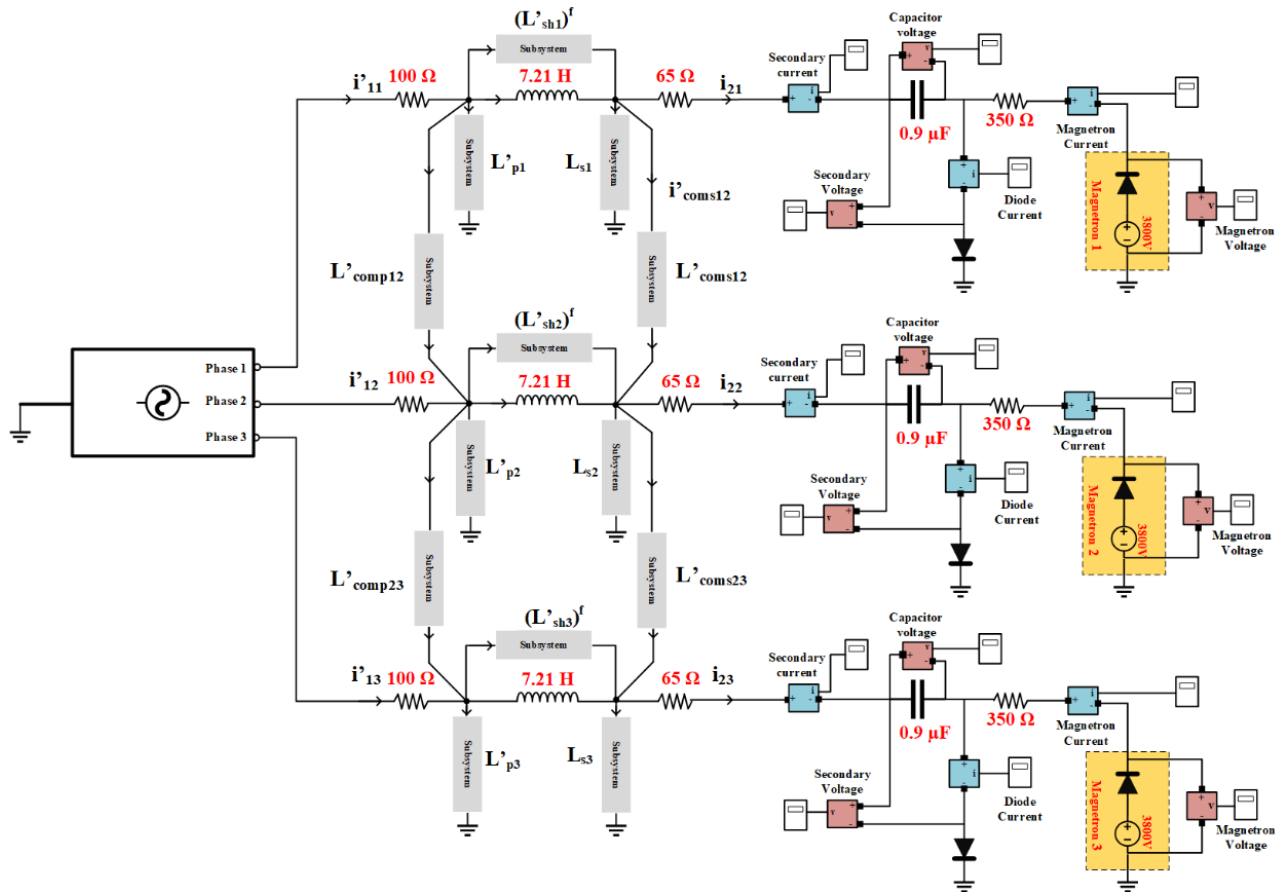 (L'sh1)^f
Subsystem
i'11
100 Ω
7.21 H
65 Ω
i21
Secondary
current
i
+
-
Capacitor
voltage
+
v
-
0.9 µF
350 Ω
+
i
-
Magnetron
Current
Subsystem
L'p1
Ls1
Subsystem
i'coms12
Secondary
Voltage
v
+
-
+
i
-
Diode
Current
Magnetron 1
3800V
+
v
-
Magnetron
Voltage
L'comp12
Subsystem
Subsystem
L'coms12
(L'sh2)^f
Subsystem
Phase 1
Phase 2
Phase 3
i'12
100 Ω
7.21 H
65 Ω
i22
Secondary
current
i
+
-
Capacitor
voltage
+
v
-
0.9 µF
350 Ω
+
i
-
Magnetron
Current
Subsystem
L'p2
Ls2
Subsystem
Secondary
Voltage
v
+
-
+
i
-
Diode
Current
Magnetron 2
3800V
+
v
-
Magnetron
Voltage
L'comp23
Subsystem
Subsystem
L'coms23
(L'sh3)^f
Subsystem
i'13
100 Ω
7.21 H
65 Ω
i23
Secondary
current
i
+
-
Capacitor
voltage
+
v
-
0.9 µF
350 Ω
+
i
-
Magnetron
Current
Subsystem
L'p3
Ls3
Subsystem
Secondary
Voltage
v
+
-
+
i
-
Diode
Current
Magnetron 3
3800V
+
v
-
Magnetron
Voltage